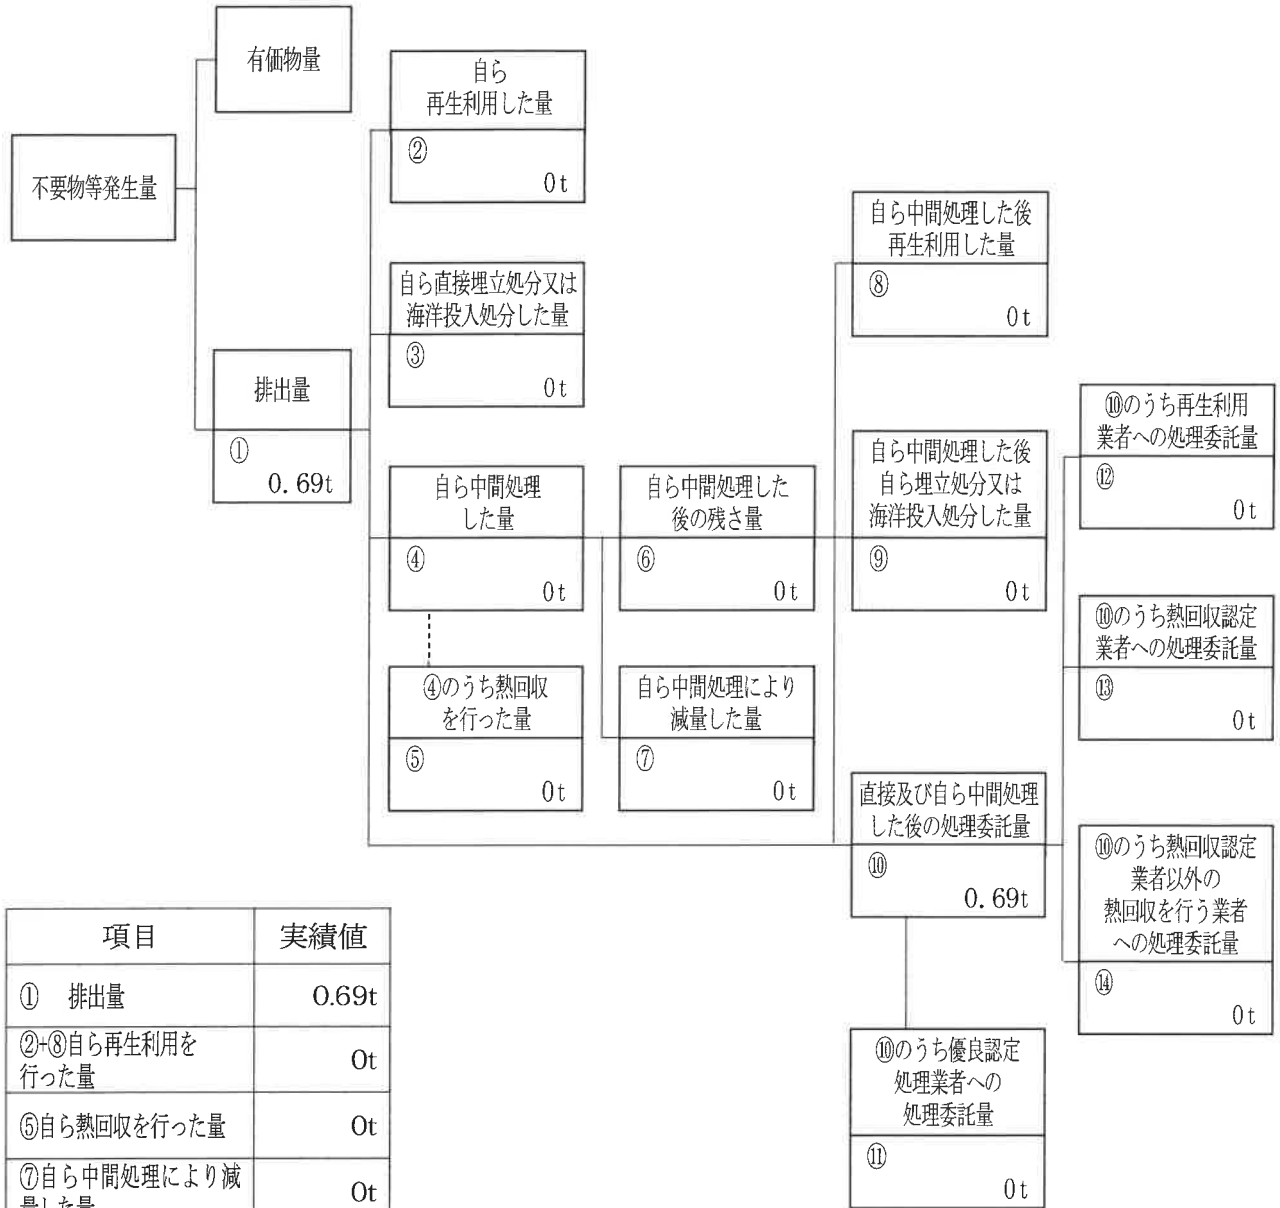 有価物量
自ら
再生利用した量
②
0t
不要物等発生量
自ら中間処理した後
再生利用した量
⑧
0t
自ら直接埋立処分又は
海洋投入処分した量
③
0t
排出量
①
0.69t
⑩のうち再生利用
業者への処理委託量
⑫
0t
自ら中間処理
した量
④
0t
自ら中間処理した
後の残さ量
⑥
0t
自ら中間処理した後
自ら埋立処分又は
海洋投入処分した量
⑨
0t
⑩のうち熱回収認定
業者への処理委託量
⑬
0t
④のうち熱回収
を行った量
⑤
0t
自ら中間処理により
減量した量
⑦
0t
直接及び自ら中間処理
した後の処理委託量
⑩
0.69t
⑩のうち熱回収認定
業者以外の
熱回収を行う業者
への処理委託量
⑭
0t
⑩のうち優良認定
処理業者への
処理委託量
⑪
0t
項目 実績値
① 排出量 0.69t
②+⑧自ら再生利用を
行った量 0t
⑤自ら熱回収を行った量 0t
⑦自ら中間処理により減
量した量 0t